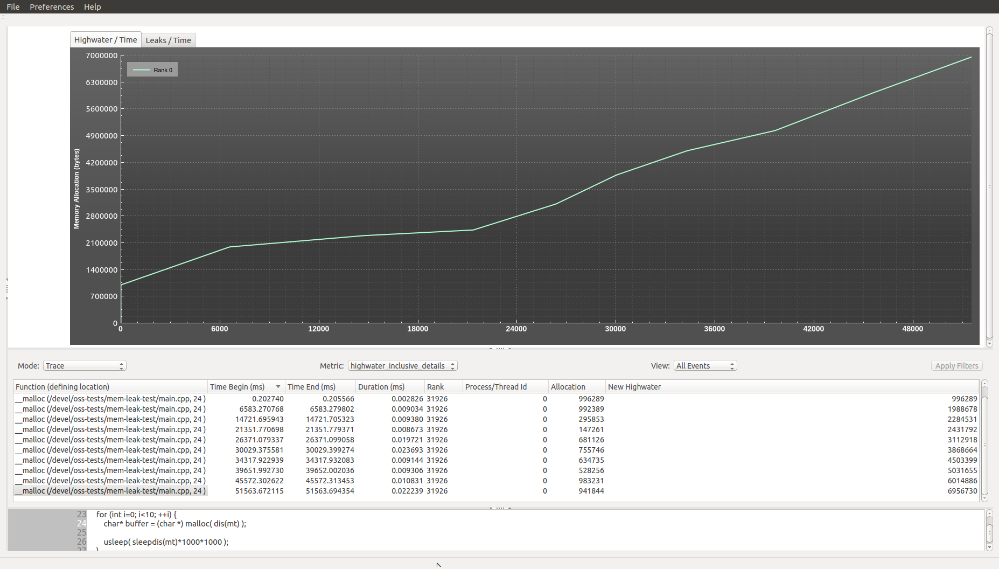 File Preferences Help
Highwater / Time Leaks / Time
7000000
Rank 0
6300000
5600000
4900000
4200000
3500000
2800000
2100000
1400000
700000
0
Memory Allocation (bytes)
0 6000 12000 18000 24000 30000 36000 42000 48000
Mode: Trace Metric: highwater_inclusive_details View: All Events Apply Filters
Function (defining location) Time Begin (ms) Time End (ms) Duration (ms) Rank Process/Thread Id Allocation New Highwater
__malloc (/devel/oss-tests/mem-leak-test/main.cpp, 24 ) 0.202740 0.205566 0.002826 31926 0 996289 996289
__malloc (/devel/oss-tests/mem-leak-test/main.cpp, 24 ) 6583.270768 6583.279802 0.009034 31926 0 992389 1988678
__malloc (/devel/oss-tests/mem-leak-test/main.cpp, 24 ) 14721.695943 14721.705323 0.009380 31926 0 295853 2284531
__malloc (/devel/oss-tests/mem-leak-test/main.cpp, 24 ) 21351.770698 21351.779371 0.008673 31926 0 147261 2431792
__malloc (/devel/oss-tests/mem-leak-test/main.cpp, 24 ) 26371.079337 26371.099058 0.019721 31926 0 681126 3112918
__malloc (/devel/oss-tests/mem-leak-test/main.cpp, 24 ) 30029.375581 30029.399274 0.023693 31926 0 755746 3868664
__malloc (/devel/oss-tests/mem-leak-test/main.cpp, 24 ) 34317.922939 34317.932083 0.009144 31926 0 634735 4503399
__malloc (/devel/oss-tests/mem-leak-test/main.cpp, 24 ) 39651.992730 39652.002036 0.009306 31926 0 528256 5031655
__malloc (/devel/oss-tests/mem-leak-test/main.cpp, 24 ) 45572.302622 45572.313453 0.010831 31926 0 983231 6014886
__malloc (/devel/oss-tests/mem-leak-test/main.cpp, 24 ) 51563.672115 51563.694354 0.022239 31926 0 941844 6956730
23 for (int i=0; i<10; ++i) {
24 char* buffer = (char *) malloc( dis(mt) );
25
26 usleep( sleepdis(mt)*1000*1000 );
27 }